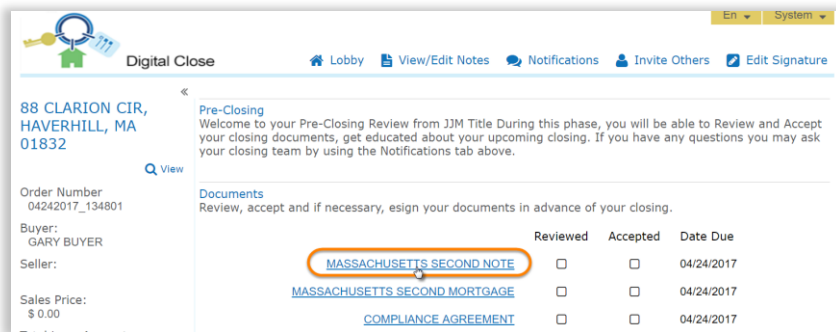 En System
Digital Close
Lobby View/Edit Notes Notifications Invite Others Edit Signature
«
88 CLARION CIR,
HAVERHILL, MA
01832
View
Order Number
04242017_134801
Buyer:
GARY BUYER
Seller:
Sales Price:
$ 0.00
Pre-Closing
Welcome to your Pre-Closing Review from JJM Title During this phase, you will be able to Review and Accept
your closing documents, get educated about your upcoming closing. If you have any questions you may ask
your closing team by using the Notifications tab above.
Documents
Review, accept and if necessary, esign your documents in advance of your closing.
Reviewed Accepted Date Due
MASSACHUSETTS SECOND NOTE 04/24/2017
MASSACHUSETTS SECOND MORTGAGE 04/24/2017
COMPLIANCE AGREEMENT 04/24/2017